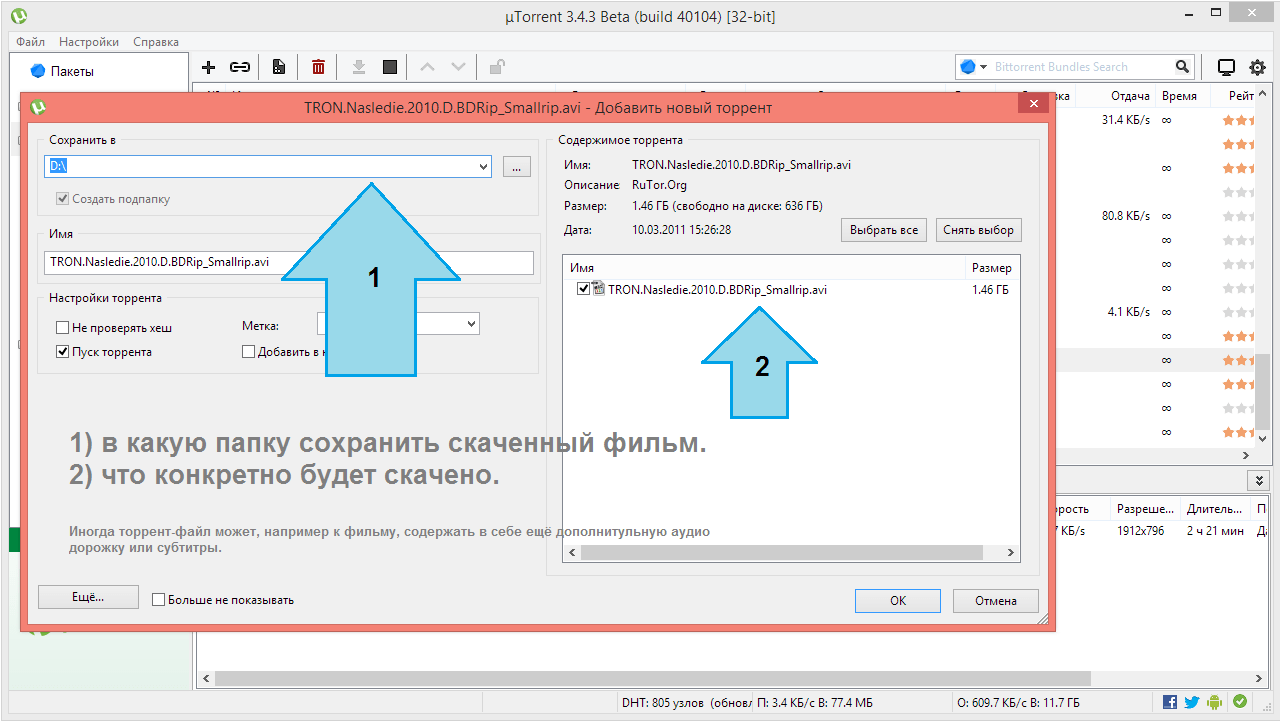 µTorrent 3.4.3 Beta (build 40104) [32-bit]
Файл Настройки Справка
Пакеты
Bittorrent Bundles Search
Отдача Время Рейт
TRON.Nasledie.2010.D.BDRip_Smallrip.avi - Добавить новый торрент
31.4 КБ/s ∞
∞
80.8 КБ/s ∞
∞
∞
∞
4.1 КБ/s ∞
∞
∞
∞
∞
∞
Сохранить в
D:\
...
Создать подпапку
Имя
TRON.Nasledie.2010.D.BDRip_Smallrip.avi
Настройки торрента
Не проверять хеш
Метка:
Пуск торрента
Добавить в
1
Содержимое торрента
Имя: TRON.Nasledie.2010.D.BDRip_Smallrip.avi
Описание RuTor.Org
Размер: 1.46 ГБ (свободно на диске: 636 ГБ)
Дата: 10.03.2011 15:26:28
Выбрать все Снять выбор
Имя Размер
TRON.Nasledie.2010.D.BDRip_Smallrip.avi 1.46 ГБ
2
1) в какую папку сохранить скаченный фильм.
2) что конкретно будет скачено.
Иногда торрент-файл может, например к фильму, содержать в себе ещё дополнитульную аудио
дорожку или субтитры.
Ещё...
Больше не показывать
OK Отмена
рость Разреше... Длитель... П
7 КБ/s 1912x796 2 ч 21 мин
DHT: 805 узлов (обновл П: 3.4 КБ/с В: 77.4 МБ О: 609.7 КБ/с В: 11.7 ГБ